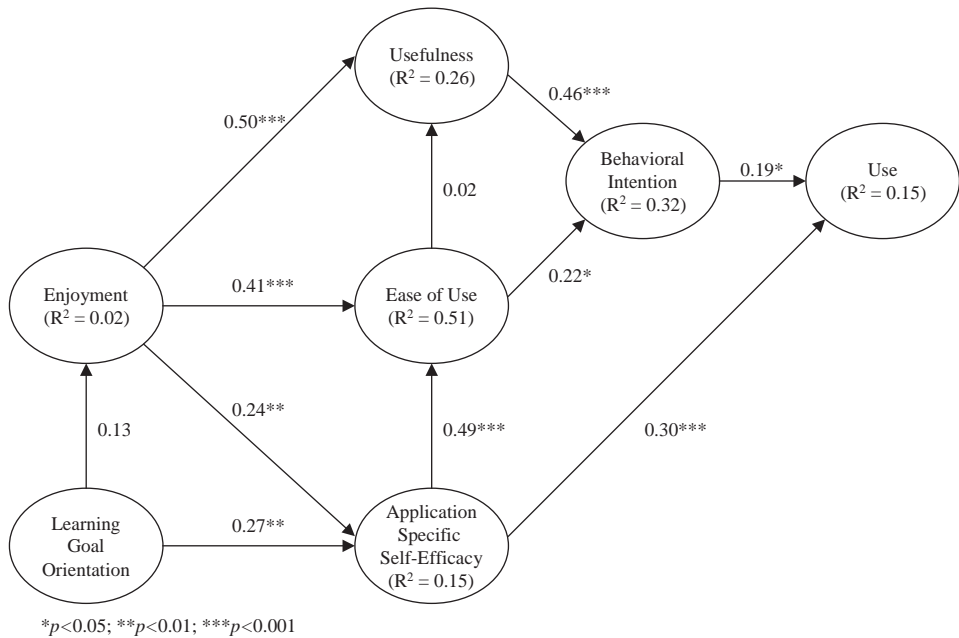 Usefulness
(R² = 0.26)
0.46***
0.50***
Behavioral
Intention
(R² = 0.32)
0.19*
Use
(R² = 0.15)
0.02
0.22*
Enjoyment
(R² = 0.02)
0.41***
Ease of Use
(R² = 0.51)
0.13
0.24**
0.49***
0.30***
Learning
Goal
Orientation
0.27**
Application
Specific
Self-Efficacy
(R² = 0.15)
*p<0.05; **p<0.01; ***p<0.001